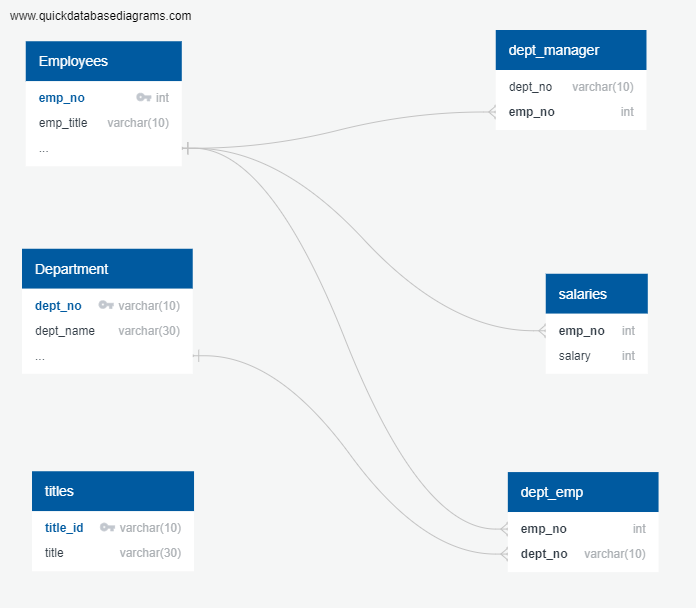 www.quickdatabasediagrams.com
Employees
emp_no int
emp_title varchar(10)
...
dept_manager
dept_no varchar(10)
emp_no int
Department
dept_no varchar(10)
dept_name varchar(30)
...
salaries
emp_no int
salary int
titles
title_id varchar(10)
title varchar(30)
dept_emp
emp_no int
dept_no varchar(10)